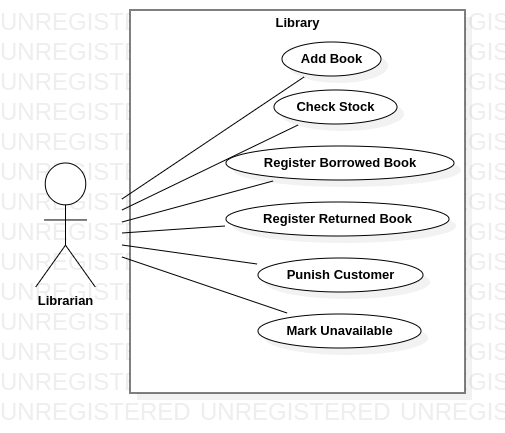 Library
Add Book
Check Stock
Register Borrowed Book
Register Returned Book
Punish Customer
Mark Unavailable
Librarian
UNREGISTERED UNREGISTERED UNREGIS